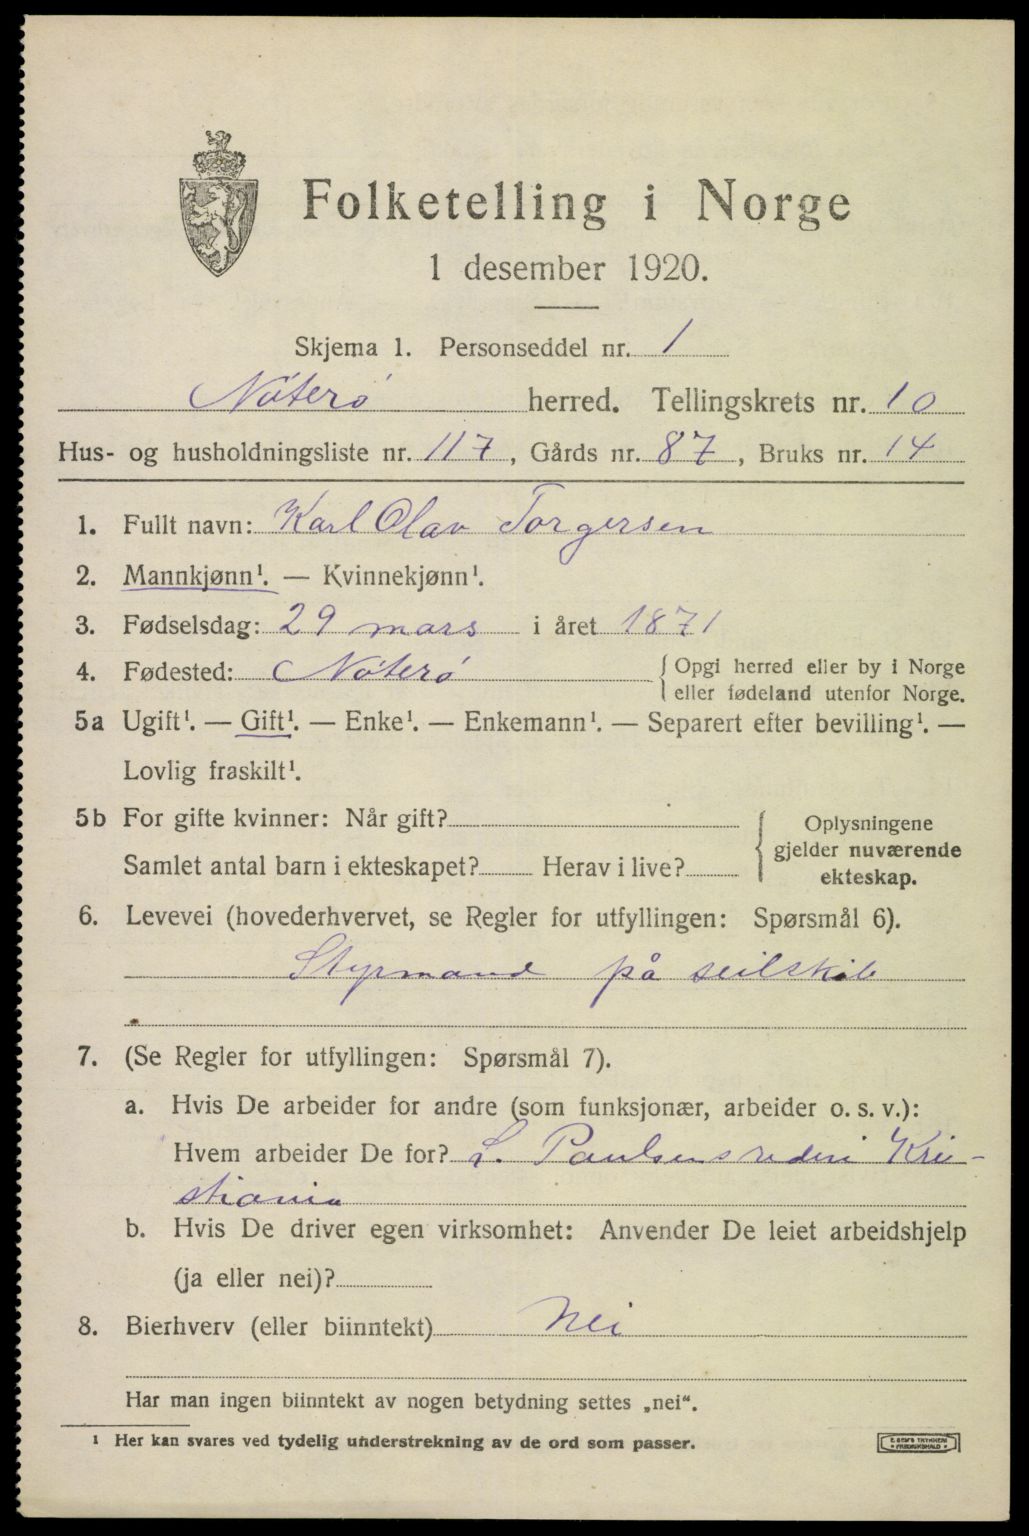 Folketelling i Norge
1 desember 1920.
Skjema 1. Personseddel nr. 1
Nøterø herred. Tellingskrets nr. 10
Hus- og husholdningsliste nr. 117, Gårds nr. 87, Bruks nr. 14
1. Fullt navn: Karl Olav Torgersen
2. Mannkjønn¹. — Kvinnekjønn¹.
3. Fødselsdag: 29 mars i året 1871
4. Fødested: Nøterø { Opgi herred eller by i Norge
eller fødeland utenfor Norge.
5a Ugift¹. — Gift¹. — Enke¹. — Enkemann¹. — Separert efter bevilling¹. —
Lovlig fraskilt¹.
5b For gifte kvinner: Når gift?
Samlet antal barn i ekteskapet? Herav i live?
{ Oplysningene
gjelder nuværende
ekteskap.
6. Levevei (hovederhvervet, se Regler for utfyllingen: Spørsmål 6).
Styrmand på seilskib
7. (Se Regler for utfyllingen: Spørsmål 7).
a. Hvis De arbeider for andre (som funksjonær, arbeider o. s. v.):
Hvem arbeider De for? L. Paulsens rederi Kri-
stiania
b. Hvis De driver egen virksomhet: Anvender De leiet arbeidshjelp
(ja eller nei)?
8. Bierhverv (eller biinntekt) Nei
Har man ingen biinntekt av nogen betydning settes „nei“.
¹ Her kan svares ved tydelig understrekning av de ord som passer.